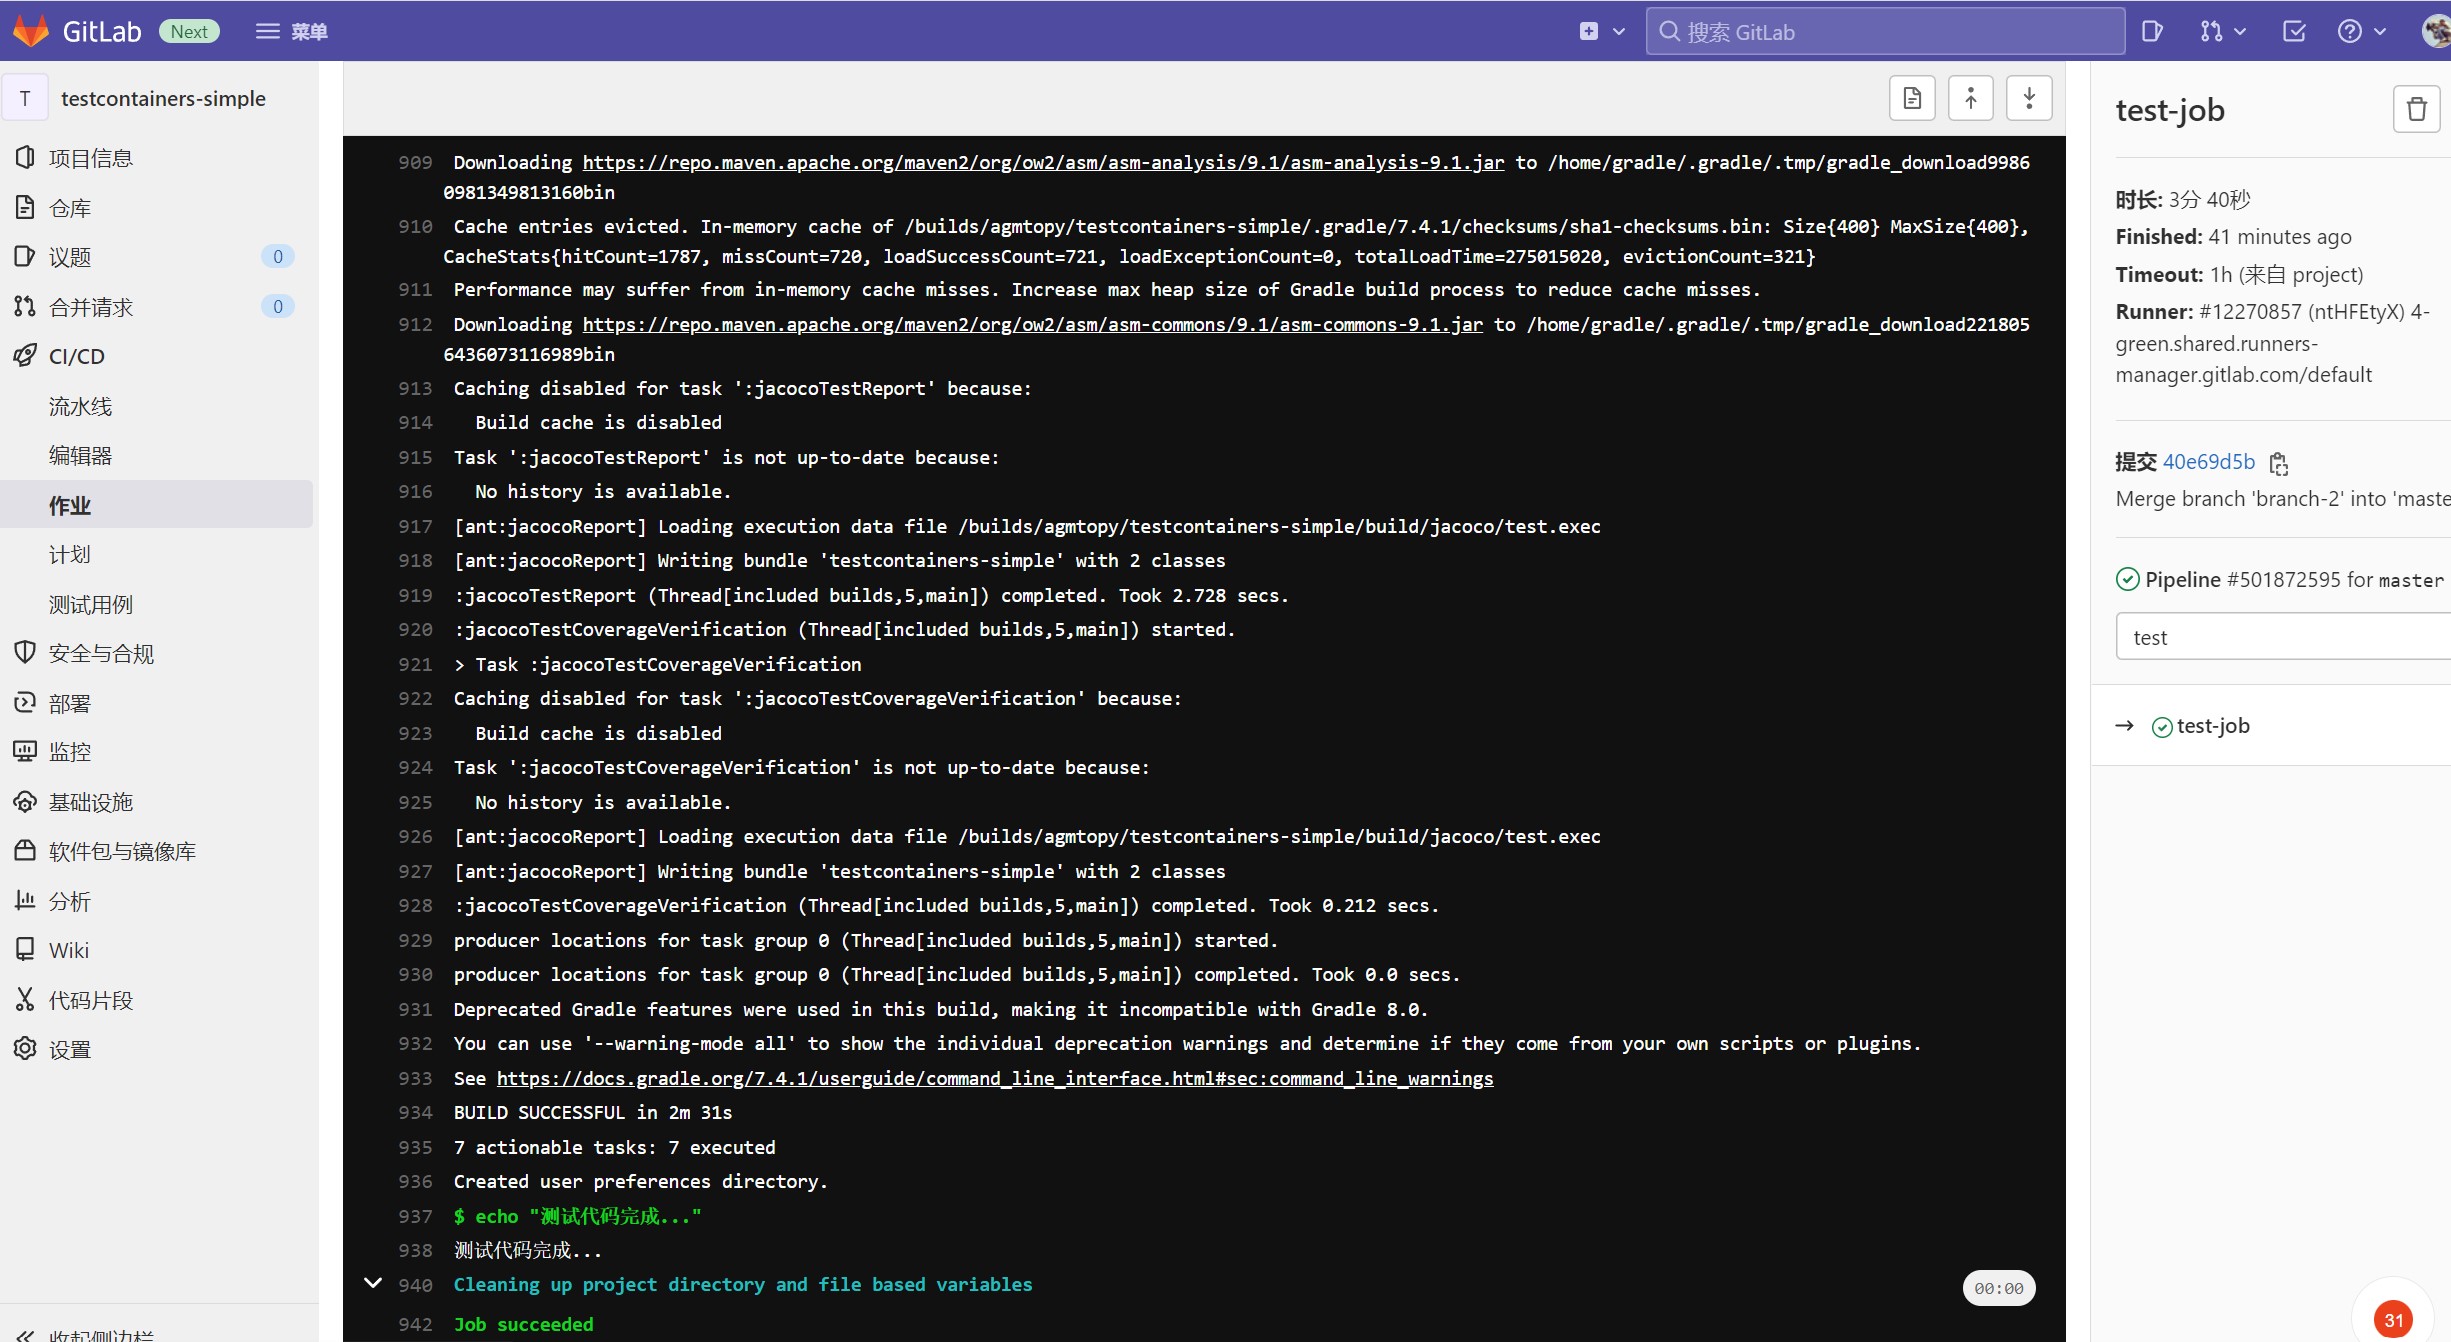 GitLab Next 菜单 搜索 GitLab
T testcontainers-simple
项目信息
仓库
议题 0
合并请求 0
CI/CD
流水线
编辑器
作业
计划
测试用例
安全与合规
部署
监控
基础设施
软件包与镜像库
分析
Wiki
代码片段
设置
收起侧边栏
909 Downloading https://repo.maven.apache.org/maven2/org/ow2/asm/asm-analysis/9.1/asm-analysis-9.1.jar to /home/gradle/.gradle/.tmp/gradle_download9986
09813498131​60bin
910 Cache entries evicted. In-memory cache of /builds/agmtopy/testcontainers-simple/.gradle/7.4.1/checksums/sha1-checksums.bin: Size{400} MaxSize{400},
CacheStats{hitCount=1787, missCount=720, loadSuccessCount=721, loadExceptionCount=0, totalLoadTime=275015020, evictionCount=321}
911 Performance may suffer from in-memory cache misses. Increase max heap size of Gradle build process to reduce cache misses.
912 Downloading https://repo.maven.apache.org/maven2/org/ow2/asm/asm-commons/9.1/asm-commons-9.1.jar to /home/gradle/.gradle/.tmp/gradle_download221805
6436073116989bin
913 Caching disabled for task ':jacocoTestReport' because:
914 Build cache is disabled
915 Task ':jacocoTestReport' is not up-to-date because:
916 No history is available.
917 [ant:jacocoReport] Loading execution data file /builds/agmtopy/testcontainers-simple/build/jacoco/test.exec
918 [ant:jacocoReport] Writing bundle 'testcontainers-simple' with 2 classes
919 :jacocoTestReport (Thread[included builds,5,main]) completed. Took 2.728 secs.
920 :jacocoTestCoverageVerification (Thread[included builds,5,main]) started.
921 > Task :jacocoTestCoverageVerification
922 Caching disabled for task ':jacocoTestCoverageVerification' because:
923 Build cache is disabled
924 Task ':jacocoTestCoverageVerification' is not up-to-date because:
925 No history is available.
926 [ant:jacocoReport] Loading execution data file /builds/agmtopy/testcontainers-simple/build/jacoco/test.exec
927 [ant:jacocoReport] Writing bundle 'testcontainers-simple' with 2 classes
928 :jacocoTestCoverageVerification (Thread[included builds,5,main]) completed. Took 0.212 secs.
929 producer locations for task group 0 (Thread[included builds,5,main]) started.
930 producer locations for task group 0 (Thread[included builds,5,main]) completed. Took 0.0 secs.
931 Deprecated Gradle features were used in this build, making it incompatible with Gradle 8.0.
932 You can use '--warning-mode all' to show the individual deprecation warnings and determine if they come from your own scripts or plugins.
933 See https://docs.gradle.org/7.4.1/userguide/command_line_interface.html#sec:command_line_warnings
934 BUILD SUCCESSFUL in 2m 31s
935 7 actionable tasks: 7 executed
936 Created user preferences directory.
937 $ echo "测试代码完成..."
938 测试代码完成...
940 Cleaning up project directory and file based variables 00:00
942 Job succeeded
test-job
时长: 3分 40秒
Finished: 41 minutes ago
Timeout: 1h (来自 project)
Runner: #12270857 (ntHFEtyX) 4-
green.shared.runners-
manager.gitlab.com/default
提交 40e69d5b
Merge branch 'branch-2' into 'maste
Pipeline #501872595 for master
test
→ test-job
31